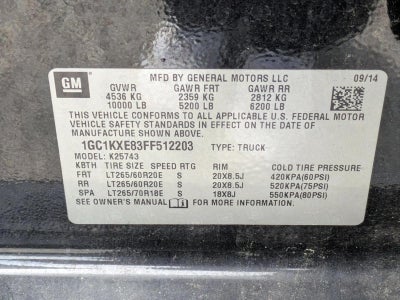 GM
MFD BY GENERAL MOTORS LLC 09/14
GVWR GAWR FRT GAWR RR
4536 KG 2359 KG 2812 KG
10000 LB 5200 LB 6200 LB
THIS VEHICLE CONFORMS TO ALL APPLICABLE U.S. FEDERAL MOTOR
VEHICLE SAFETY STANDARDS IN EFFECT ON THE DATE OF
MANUFACTURE SHOWN ABOVE.
1GC1KXE83FF512203 TYPE: TRUCK
MODEL: K25743
KBTH TIRE SIZE SPEED RTG RIM COLD TIRE PRESSURE
FRT LT265/60R20E S 20X8.5J 420KPA(60PSI)
RR LT265/60R20E S 20X8.5J 520KPA(75PSI)
SPA LT265/70R18E S 18X8J 550KPA(80PSI)
SEE OWNER'S MANUAL FOR MORE INFORMATION.